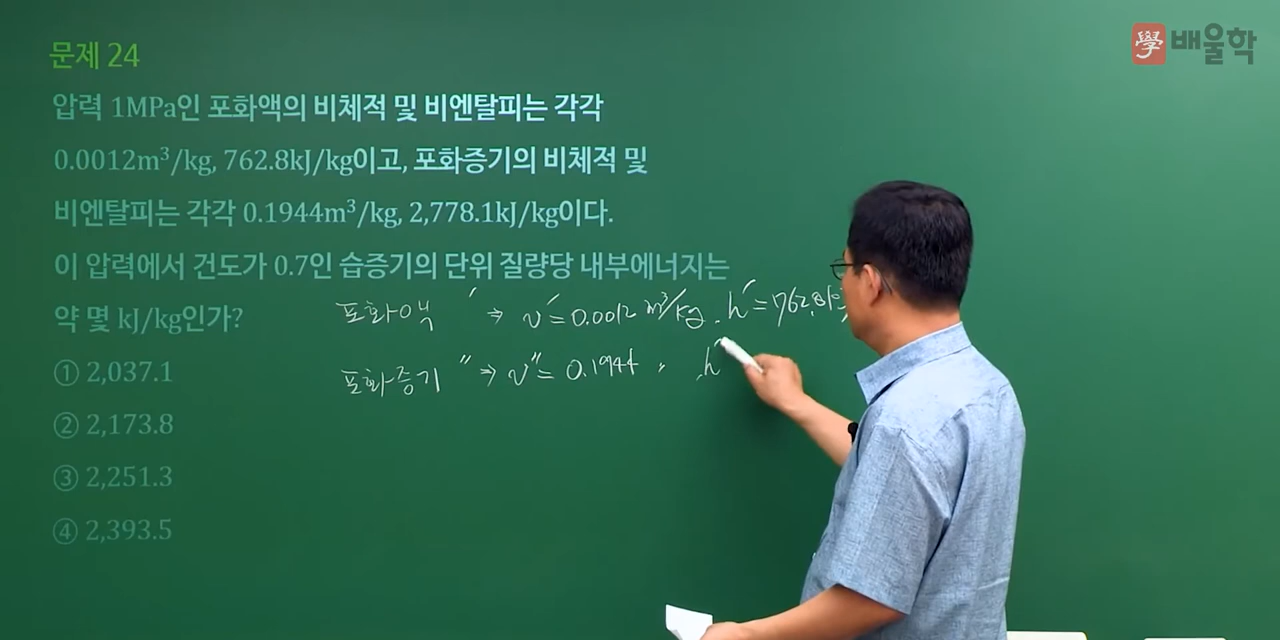 문제 24
學 배울학
압력 1MPa인 포화액의 비체적 및 비엔탈피는 각각
0.0012m³/kg, 762.8kJ/kg이고, 포화증기의 비체적 및
비엔탈피는 각각 0.1944m³/kg, 2,778.1kJ/kg이다.
이 압력에서 건도가 0.7인 습증기의 단위 질량당 내부에너지는
약 몇 kJ/kg인가?
포화액 ′ ⇒ v′= 0.0012 m³/kg, h′= 762.8
① 2,037.1
포화증기 ″ ⇒ v″= 0.1944 〃 , h
② 2,173.8
③ 2,251.3
④ 2,393.5